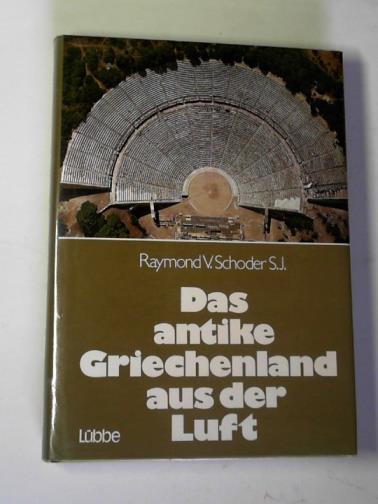 Raymond V. Schoder S.J.
Das
antike
Griechenland
aus der
Luft
Lübbe